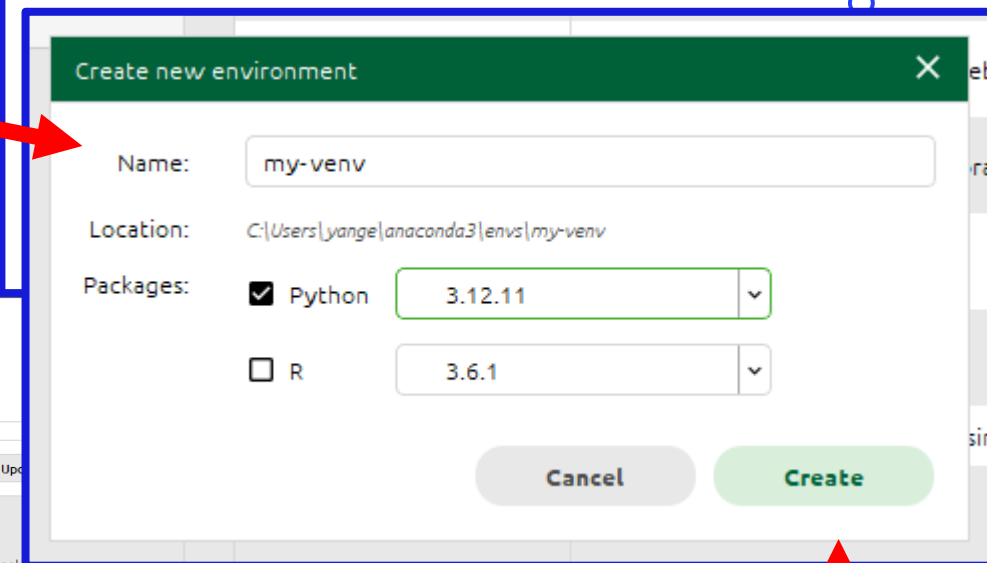 Create new environment
Name:
my-venv
Location:
C:\Users\yange\anaconda3\envs\my-venv
Packages:
Python
3.12.11
R
3.6.1
Cancel
Create